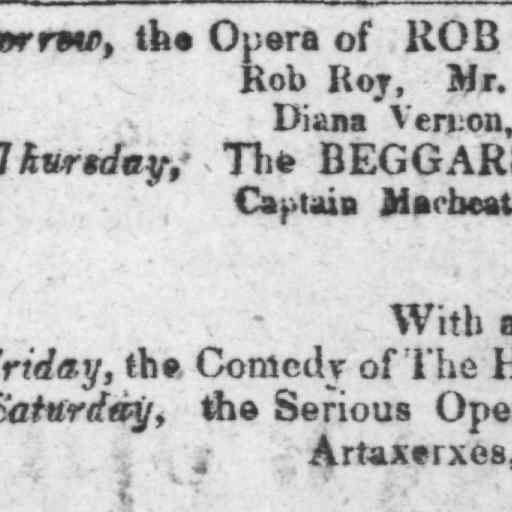 orrow, the Opera of ROB
Rob Roy, Mr.
Diana Vernon,
Thursday, The BEGGARS
Captain Macheat
With a
riday, the Comedy of The H
Saturday, the Serious Ope
Artaxerxes,